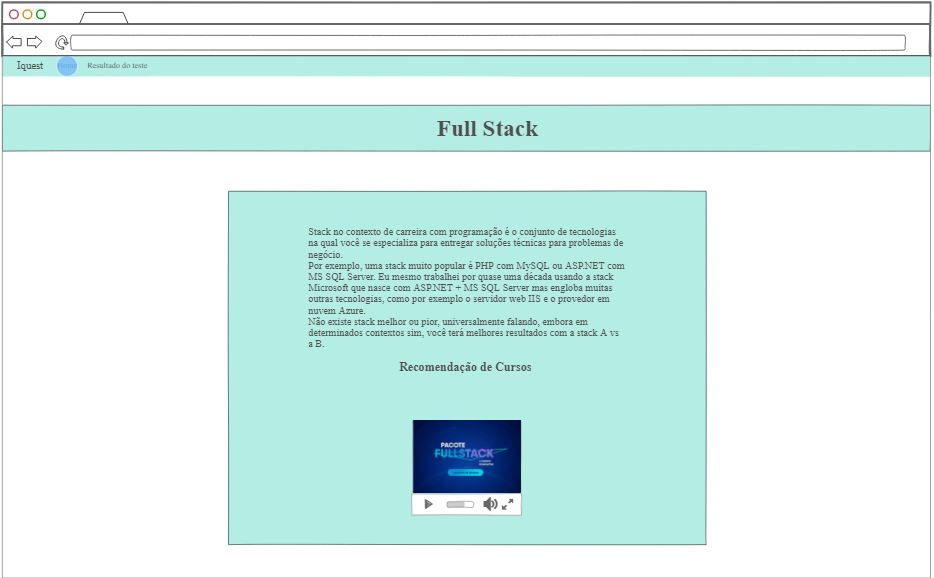 Iquest Home Resultado do teste
Full Stack
Stack no contexto de carreira com programação é o conjunto de tecnologias
na qual você se especializa para entregar soluções técnicas para problemas de
negócio.
Por exemplo, uma stack muito popular é PHP com MySQL ou ASP.NET com
MS SQL Server. Eu mesmo trabalhei por quase uma década usando a stack
Microsoft que nasce com ASP.NET + MS SQL Server mas engloba muitas
outras tecnologias, como por exemplo o servidor web IIS e o provedor em
nuvem Azure.
Não existe stack melhor ou pior, universalmente falando, embora em
determinados contextos sim, você terá melhores resultados com a stack A vs
a B.
Recomendação de Cursos
PACOTE
FULLSTACK